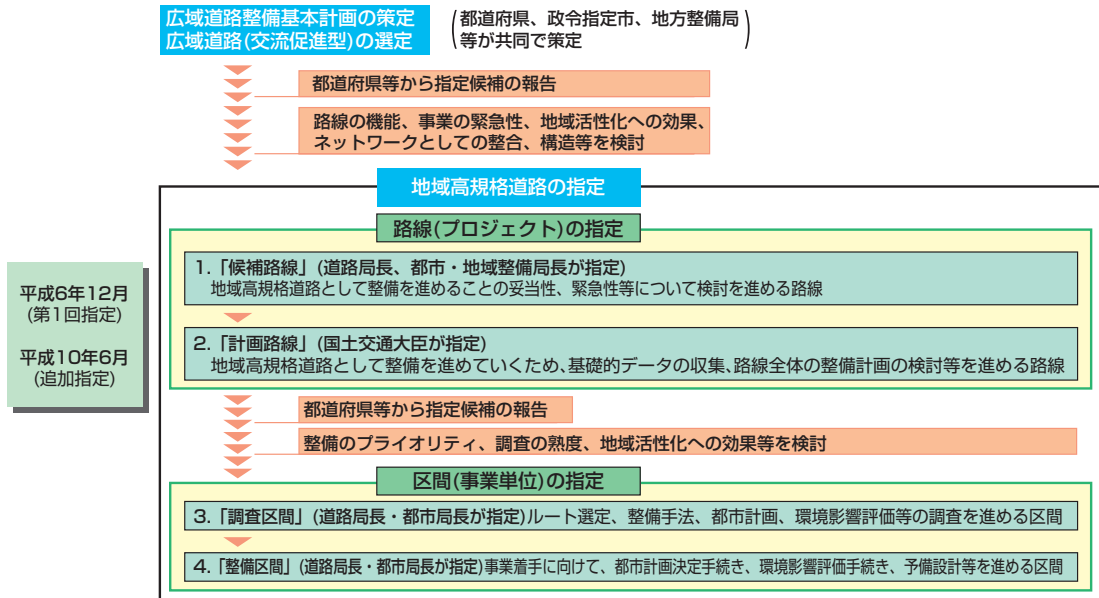 広域道路整備基本計画の策定
広域道路(交流促進型)の選定
(都道府県、政令指定市、地方整備局
等が共同で策定)
都道府県等から指定候補の報告
路線の機能、事業の緊急性、地域活性化への効果、
ネットワークとしての整合、構造等を検討
地域高規格道路の指定
路線(プロジェクト)の指定
1.「候補路線」(道路局長、都市・地域整備局長が指定)
地域高規格道路として整備を進めることの妥当性、緊急性等について検討を進める路線
平成6年12月
(第1回指定)
平成10年6月
(追加指定)
2.「計画路線」(国土交通大臣が指定)
地域高規格道路として整備を進めていくため、基礎的データの収集、路線全体の整備計画の検討等を進める路線
都道府県等から指定候補の報告
整備のプライオリティ、調査の熟度、地域活性化への効果等を検討
区間(事業単位)の指定
3.「調査区間」(道路局長・都市局長が指定)ルート選定、整備手法、都市計画、環境影響評価等の調査を進める区間
4.「整備区間」(道路局長・都市局長が指定)事業着手に向けて、都市計画決定手続き、環境影響評価手続き、予備設計等を進める区間